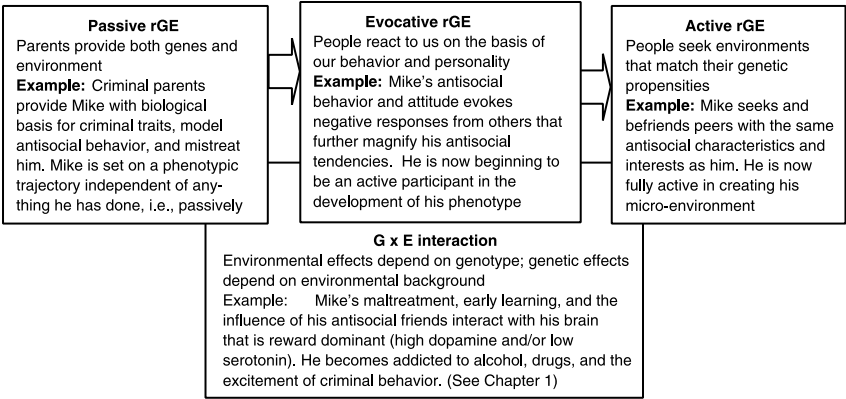 Passive rGE
Parents provide both genes and
environment
Example: Criminal parents
provide Mike with biological
basis for criminal traits, model
antisocial behavior, and mistreat
him. Mike is set on a phenotypic
trajectory independent of any-
thing he has done, i.e., passively
Evocative rGE
People react to us on the basis of
our behavior and personality
Example: Mike's antisocial
behavior and attitude evokes
negative responses from others that
further magnify his antisocial
tendencies. He is now beginning to
be an active participant in the
development of his phenotype
Active rGE
People seek environments
that match their genetic
propensities
Example: Mike seeks and
befriends peers with the same
antisocial characteristics and
interests as him. He is now
fully active in creating his
micro-environment
G x E interaction
Environmental effects depend on genotype; genetic effects
depend on environmental background
Example: Mike's maltreatment, early learning, and the
influence of his antisocial friends interact with his brain
that is reward dominant (high dopamine and/or low
serotonin). He becomes addicted to alcohol, drugs, and the
excitement of criminal behavior. (See Chapter 1)